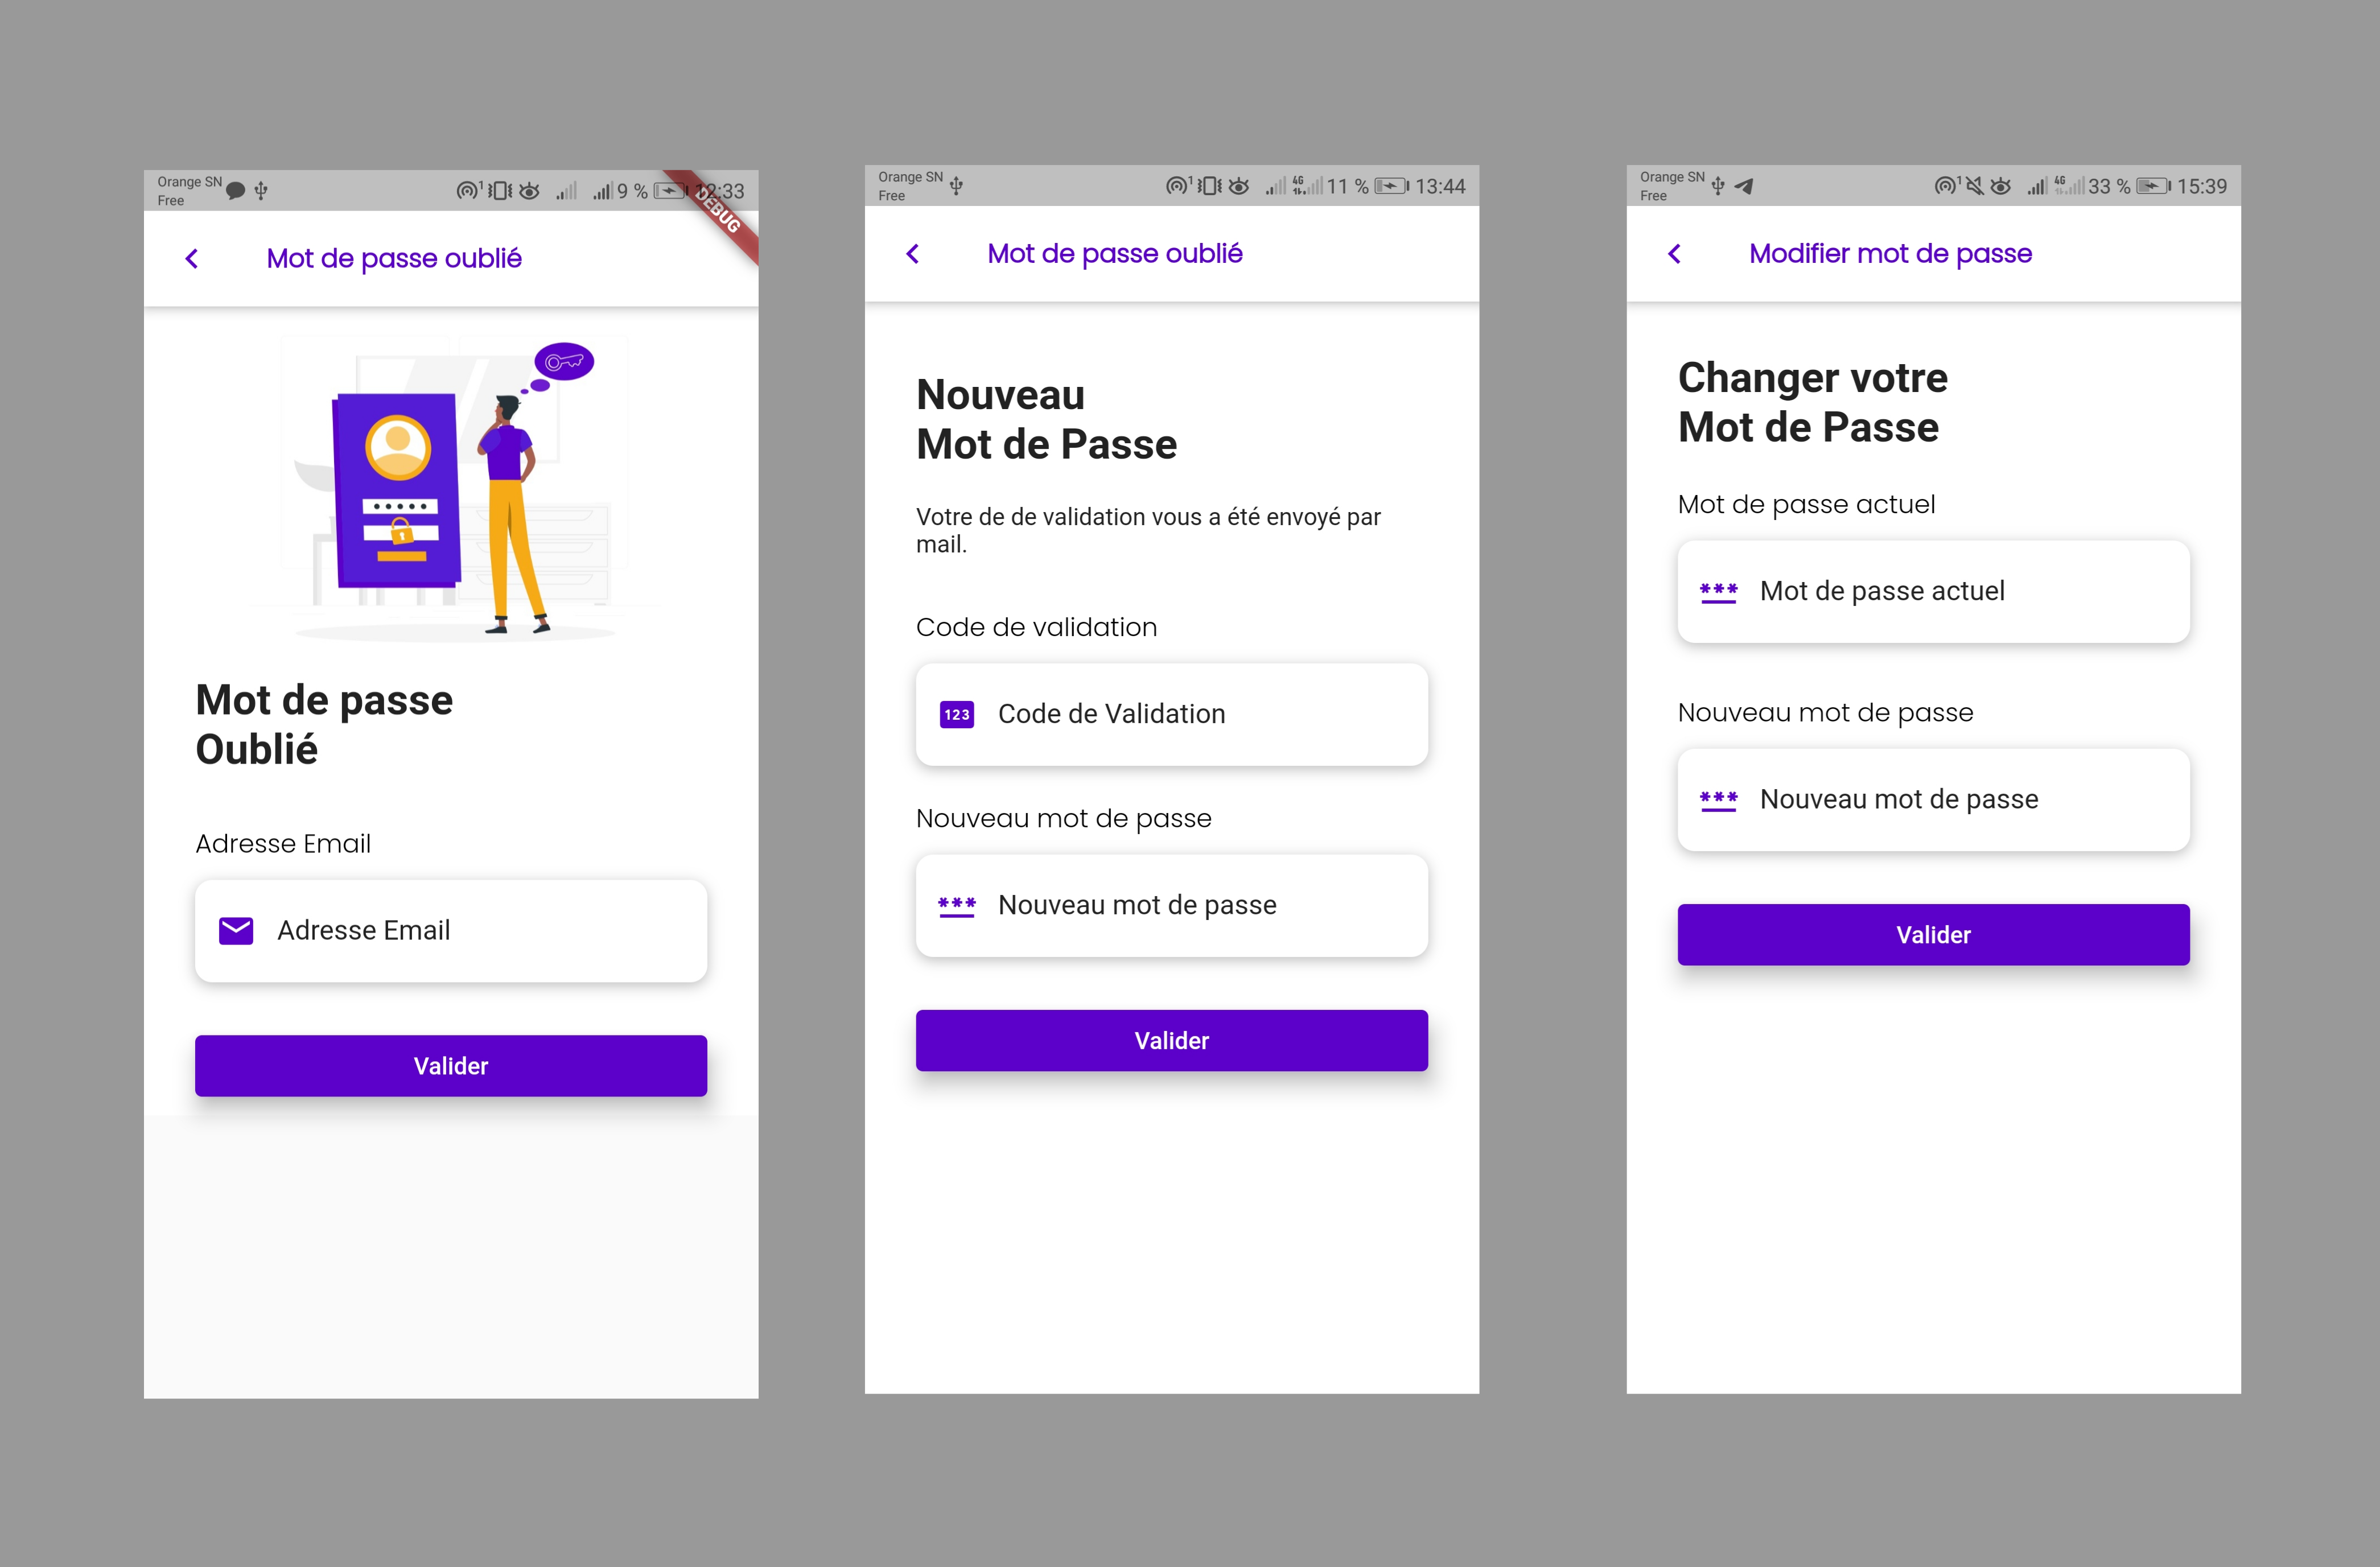 Orange SN
Free
9 %
12:33
DEBUG
Mot de passe oublié
Mot de passe
Oublié
Adresse Email
Adresse Email
Valider
Orange SN
Free
1
4G
11 %
13:44
Mot de passe oublié
Nouveau
Mot de Passe
Votre de de validation vous a été envoyé par
mail.
Code de validation
123 Code de Validation
Nouveau mot de passe
*** Nouveau mot de passe
Valider
Orange SN
Free
1
4G
33 %
15:39
Modifier mot de passe
Changer votre
Mot de Passe
Mot de passe actuel
*** Mot de passe actuel
Nouveau mot de passe
*** Nouveau mot de passe
Valider